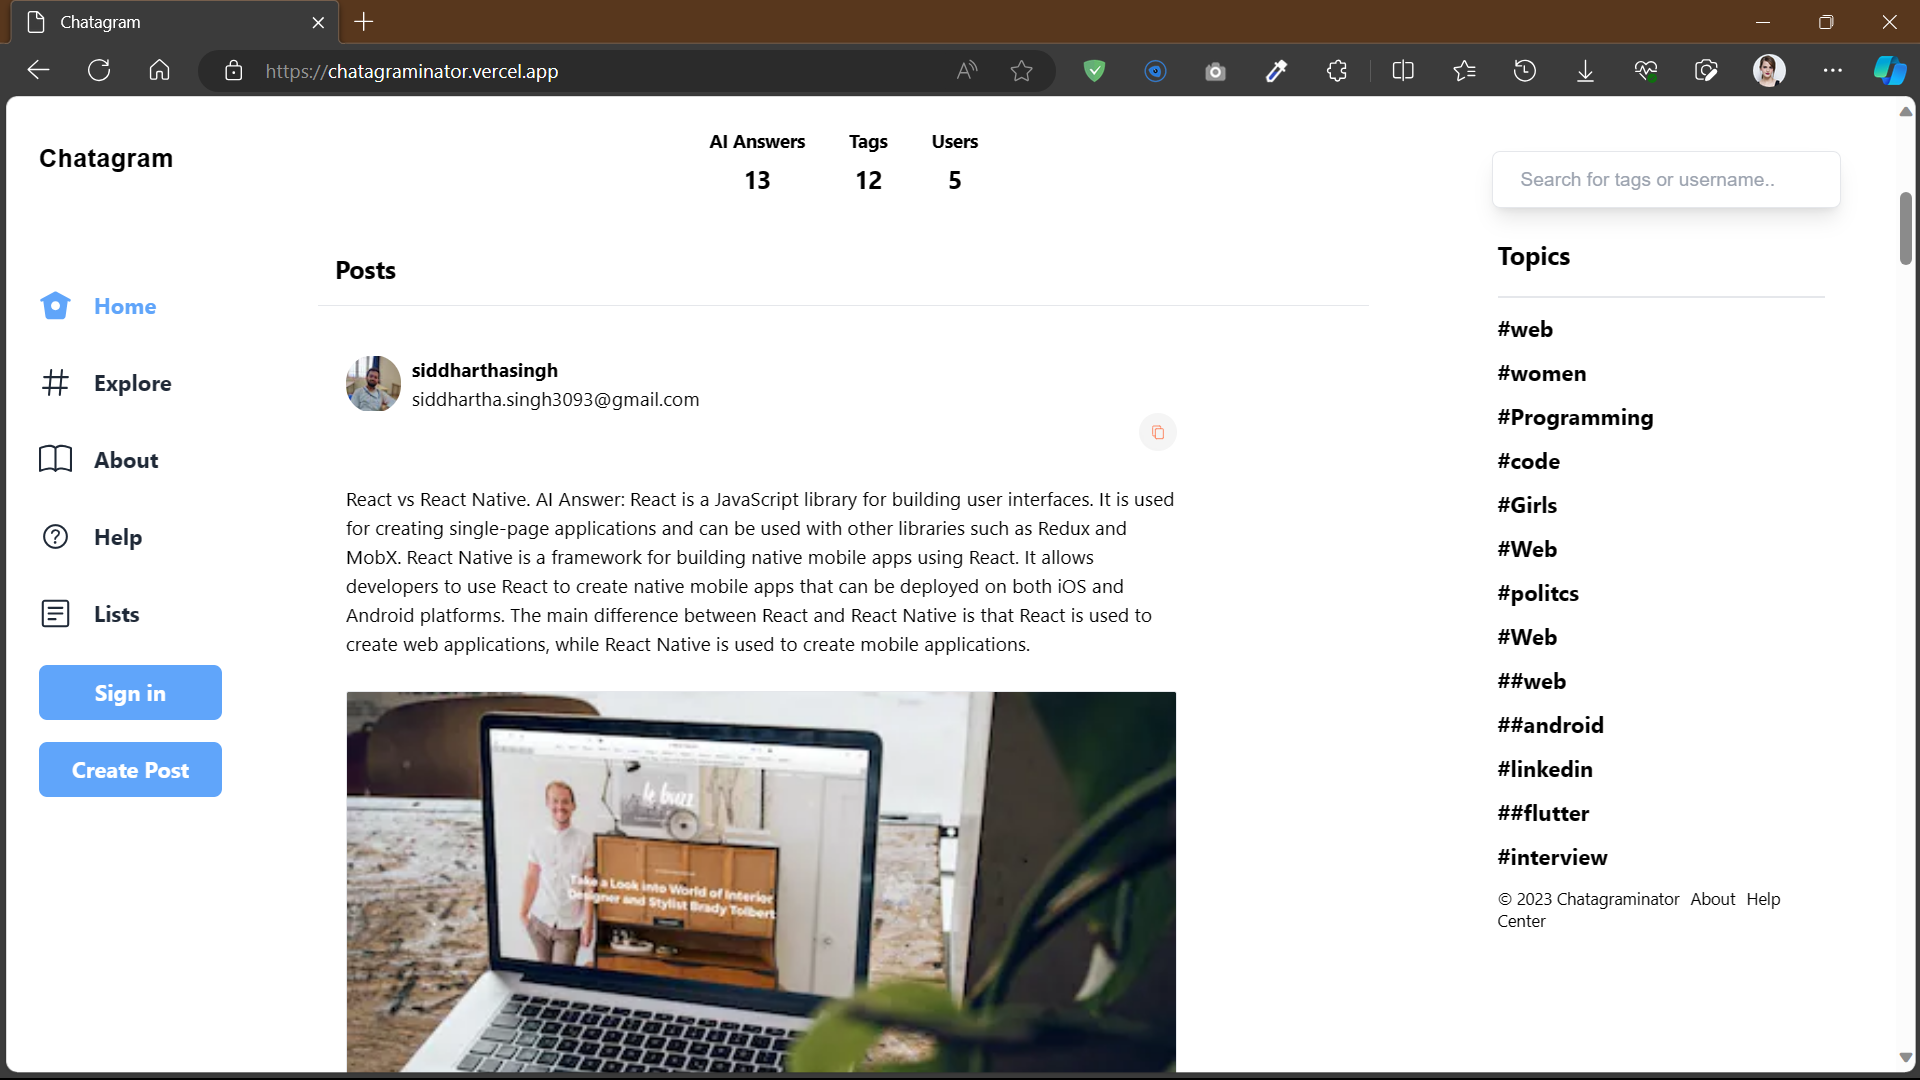 Chatagram
https://chatagraminator.vercel.app
Chatagram
Home
Explore
About
Help
Lists
Sign in
Create Post
AI Answers Tags Users
13 12 5
Posts
siddharthasingh
siddhartha.singh3093@gmail.com
React vs React Native. AI Answer: React is a JavaScript library for building user interfaces. It is used
for creating single-page applications and can be used with other libraries such as Redux and
MobX. React Native is a framework for building native mobile apps using React. It allows
developers to use React to create native mobile apps that can be deployed on both iOS and
Android platforms. The main difference between React and React Native is that React is used to
create web applications, while React Native is used to create mobile applications.
le buzz
Take a Look into World of Interior
Designer and Stylist Brady Tolbert
Search for tags or username..
Topics
#web
#women
#Programming
#code
#Girls
#Web
#politcs
#Web
##web
##android
#linkedin
##flutter
#interview
© 2023 Chatagraminator About Help
Center